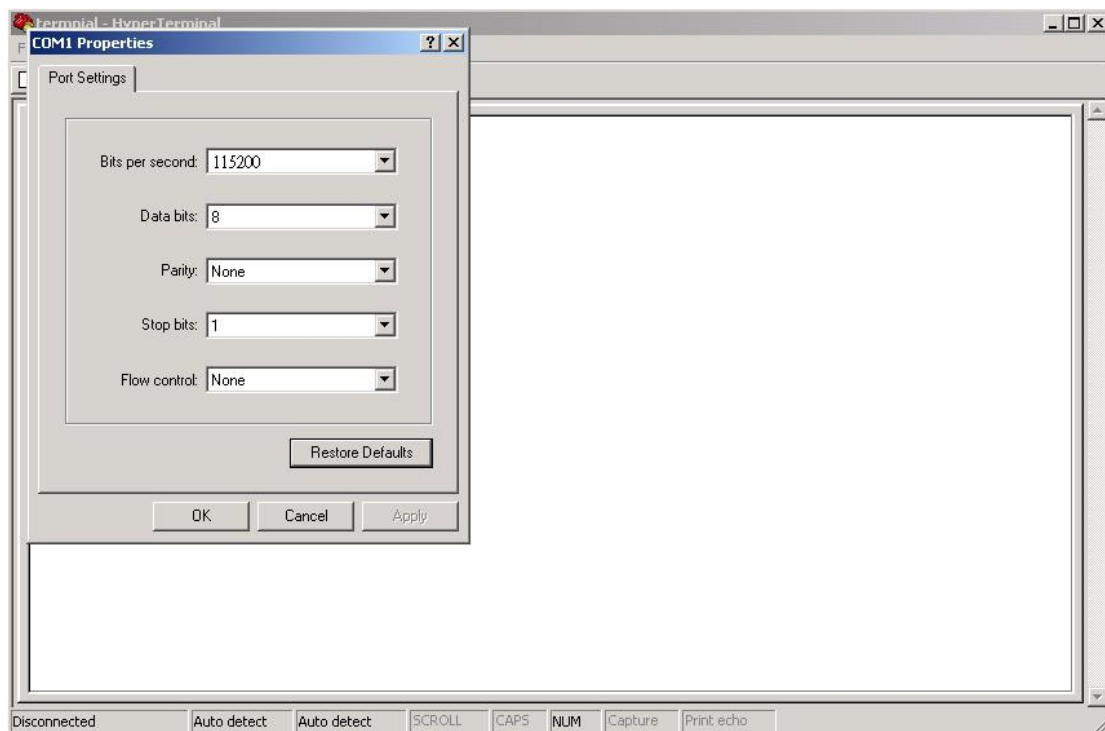 termpial - HyperTerminal
F
COM1 Properties
Port Settings
Bits per second: 115200
Data bits: 8
Parity: None
Stop bits: 1
Flow control: None
Restore Defaults
OK Cancel Apply
Disconnected Auto detect Auto detect SCROLL CAPS NUM Capture Print echo